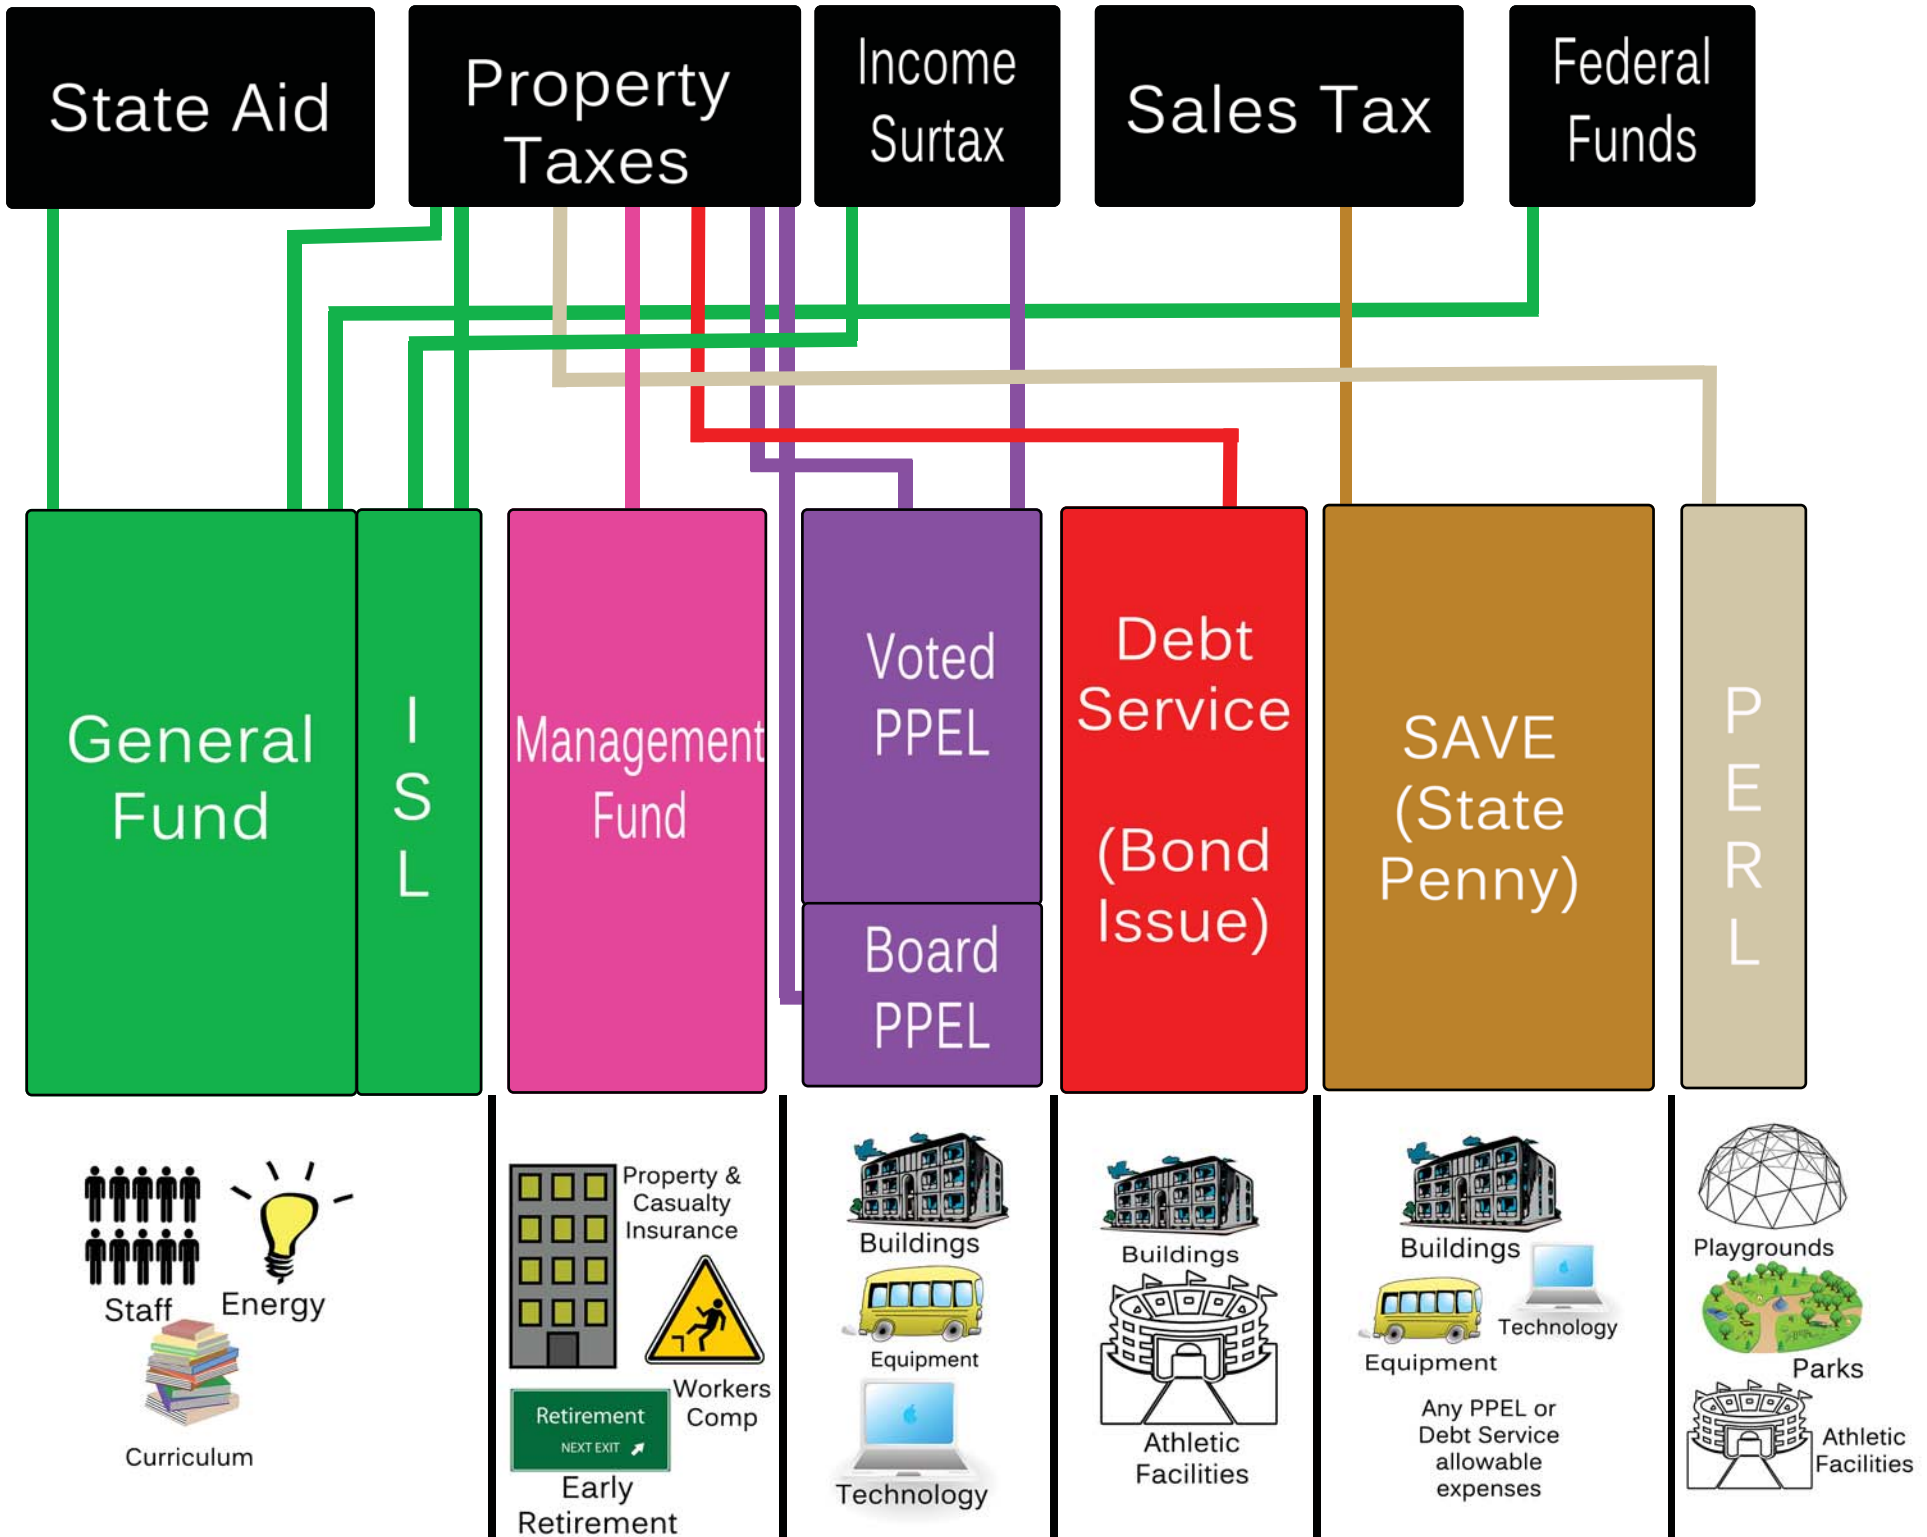 State Aid
Property
Taxes
Income
Surtax
Sales Tax
Federal
Funds
General
Fund
I
S
L
Management
Fund
Voted
PPEL
Board
PPEL
Debt
Service
(Bond
Issue)
SAVE
(State
Penny)
P
E
R
L
Staff
Energy
Curriculum
Property &
Casualty
Insurance
Workers
Comp
Retirement
NEXT EXIT
Early
Retirement
Buildings
Equipment
Technology
Buildings
Athletic
Facilities
Buildings
Technology
Equipment
Any PPEL or
Debt Service
allowable
expenses
Playgrounds
Parks
Athletic
Facilities